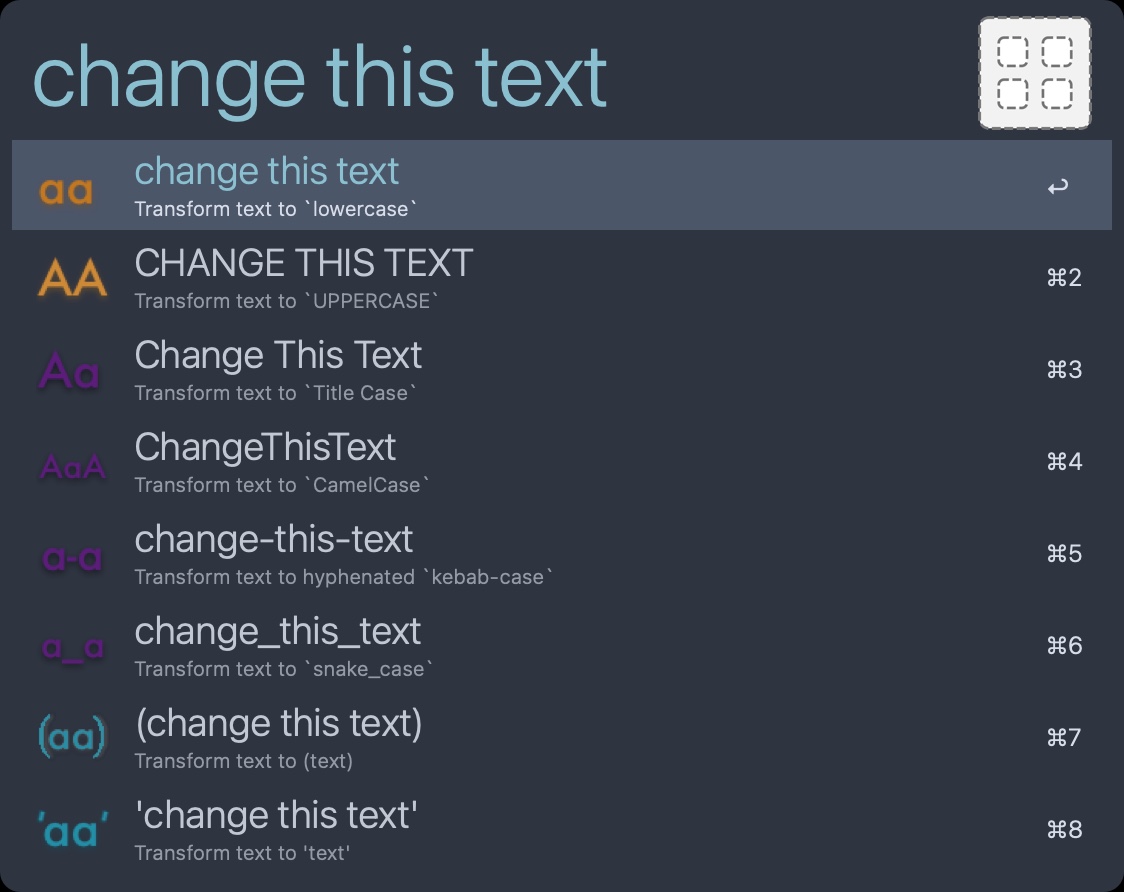 change this text
aa
change this text
Transform text to `lowercase`
↩
AA
CHANGE THIS TEXT
Transform text to `UPPERCASE`
⌘2
Aa
Change This Text
Transform text to `Title Case`
⌘3
AaA
ChangeThisText
Transform text to `CamelCase`
⌘4
a-a
change-this-text
Transform text to hyphenated `kebab-case`
⌘5
a_a
change_this_text
Transform text to `snake_case`
⌘6
(aa)
(change this text)
Transform text to (text)
⌘7
'aa'
'change this text'
Transform text to 'text'
⌘8